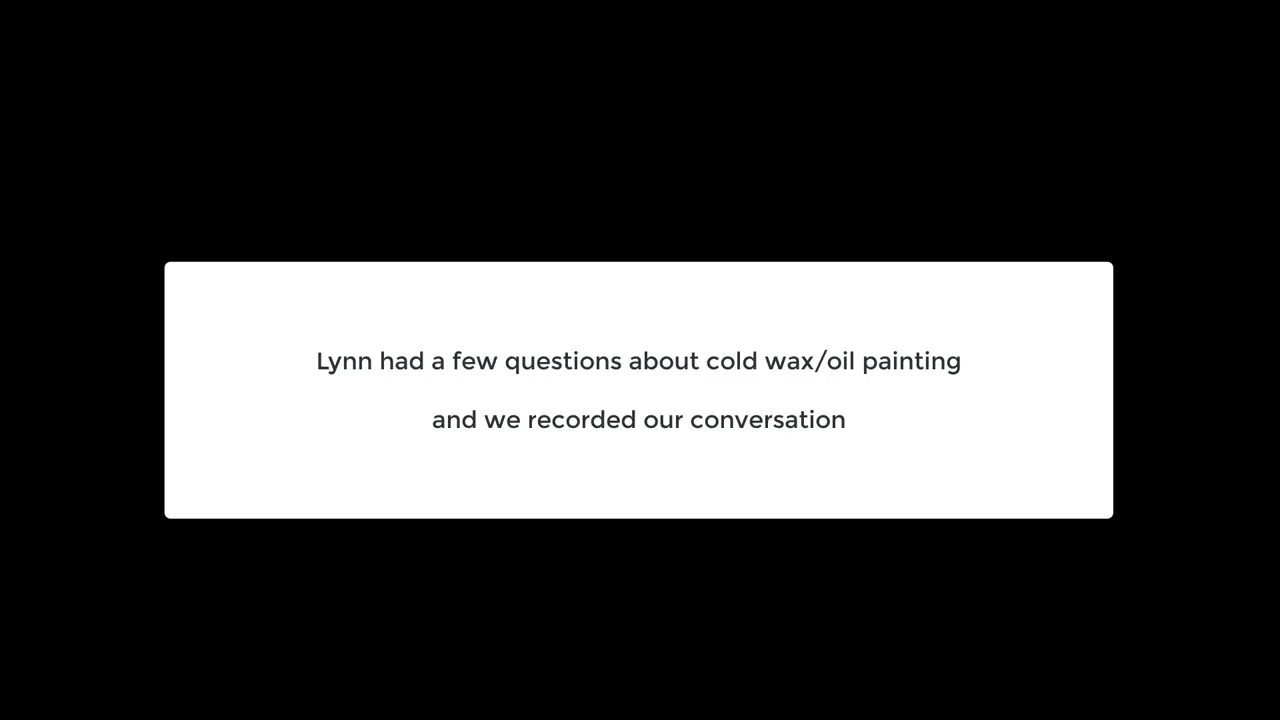 Lynn had a few questions about cold wax/oil painting
and we recorded our conversation